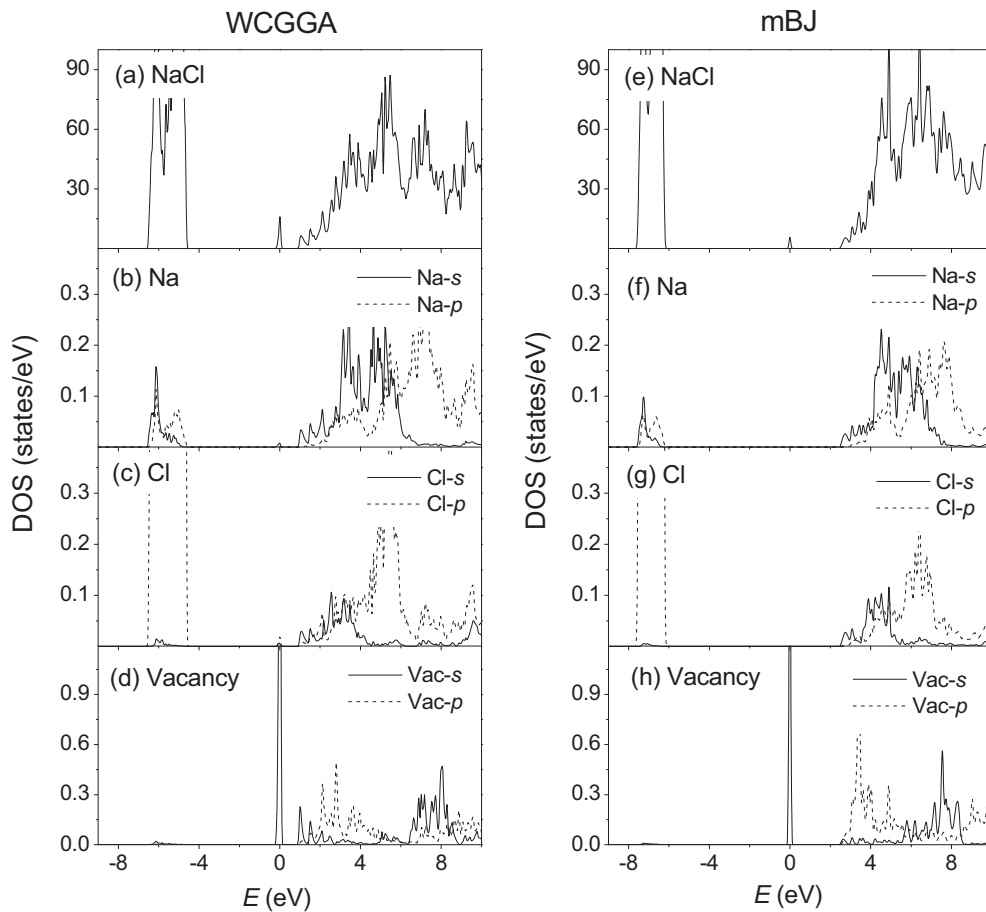 WCGGA
mBJ
(a) NaCl
90
60
30
(e) NaCl
90
60
30
(b) Na
Na-s
Na-p
0.3
0.2
0.1
(f) Na
Na-s
Na-p
0.3
0.2
0.1
DOS (states/eV)
DOS (states/eV)
(c) Cl
Cl-s
Cl-p
0.3
0.2
0.1
(g) Cl
Cl-s
Cl-p
0.3
0.2
0.1
(d) Vacancy
Vac-s
Vac-p
0.9
0.6
0.3
0.0
(h) Vacancy
Vac-s
Vac-p
0.9
0.6
0.3
0.0
-8 -4 0 4 8
E (eV)
-8 -4 0 4 8
E (eV)